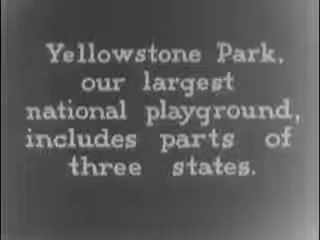 Yellowstone Park,
our largest
national playground,
includes parts of
three states.